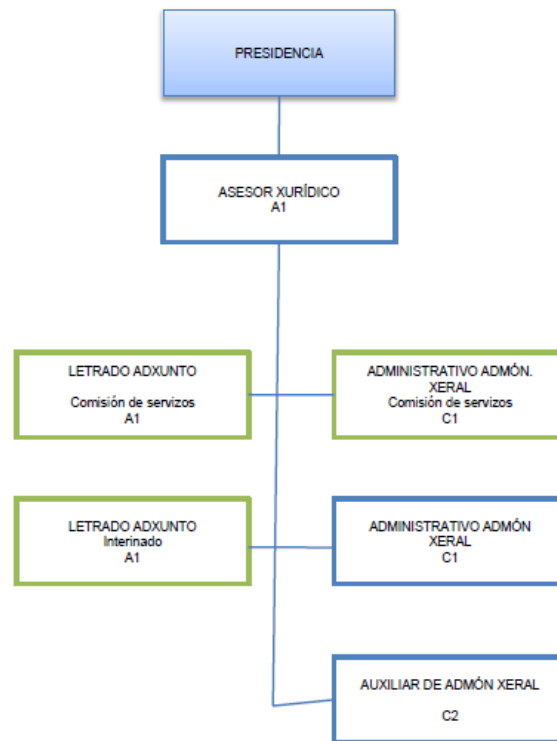 PRESIDENCIA
ASESOR XURÍDICO
A1
LETRADO ADXUNTO
Comisión de servizos
A1
ADMINISTRATIVO ADMÓN.
XERAL
Comisión de servizos
C1
LETRADO ADXUNTO
Interinado
A1
ADMINISTRATIVO ADMÓN
XERAL
C1
AUXILIAR DE ADMÓN XERAL
C2